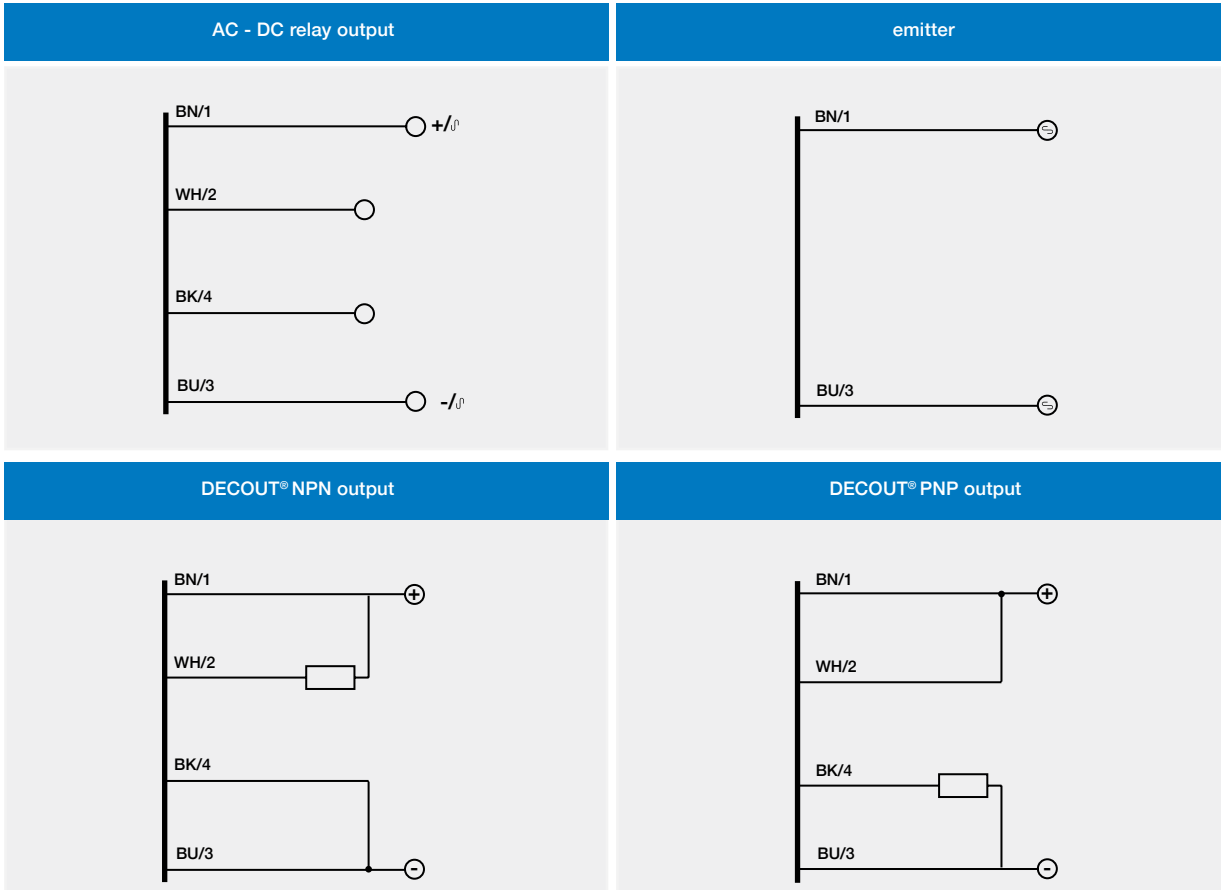 AC - DC relay output
BN/1
+/∿
WH/2
BK/4
BU/3
-/∿
emitter
BN/1
∿
BU/3
∿
DECOUT® NPN output
BN/1
+
WH/2
BK/4
BU/3
-
DECOUT® PNP output
BN/1
+
WH/2
BK/4
BU/3
-